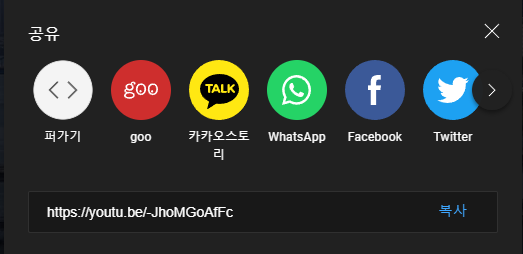 공유
goo
TALK
퍼가기
goo
카카오스토
리
WhatsApp
Facebook
Twitter
https://youtu.be/-JhoMGoAfFc
복사